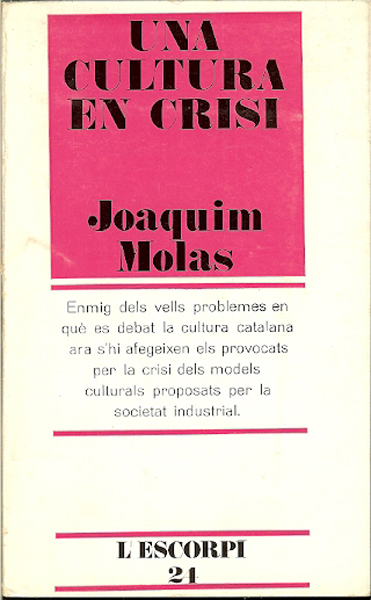 UNA
CULTURA
EN CRISI
Joaquim
Molas
Enmig dels vells problemes en
què es debat la cultura catalana
ara s'hi afegeixen els provocats
per la crisi dels models
culturals proposats per la
societat industrial.
L'ESCORPI
24